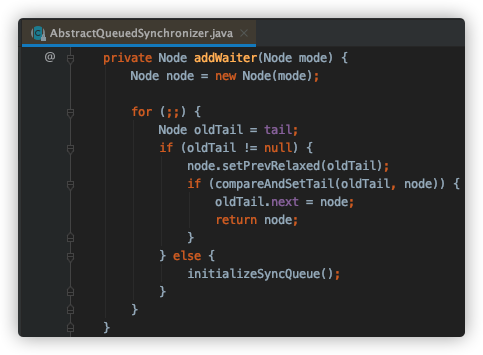 AbstractQueuedSynchronizer.java ×
@ private Node addWaiter(Node mode) {
Node node = new Node(mode);
for (;;) {
Node oldTail = tail;
if (oldTail != null) {
node.setPrevRelaxed(oldTail);
if (compareAndSetTail(oldTail, node)) {
oldTail.next = node;
return node;
}
} else {
initializeSyncQueue();
}
}
}